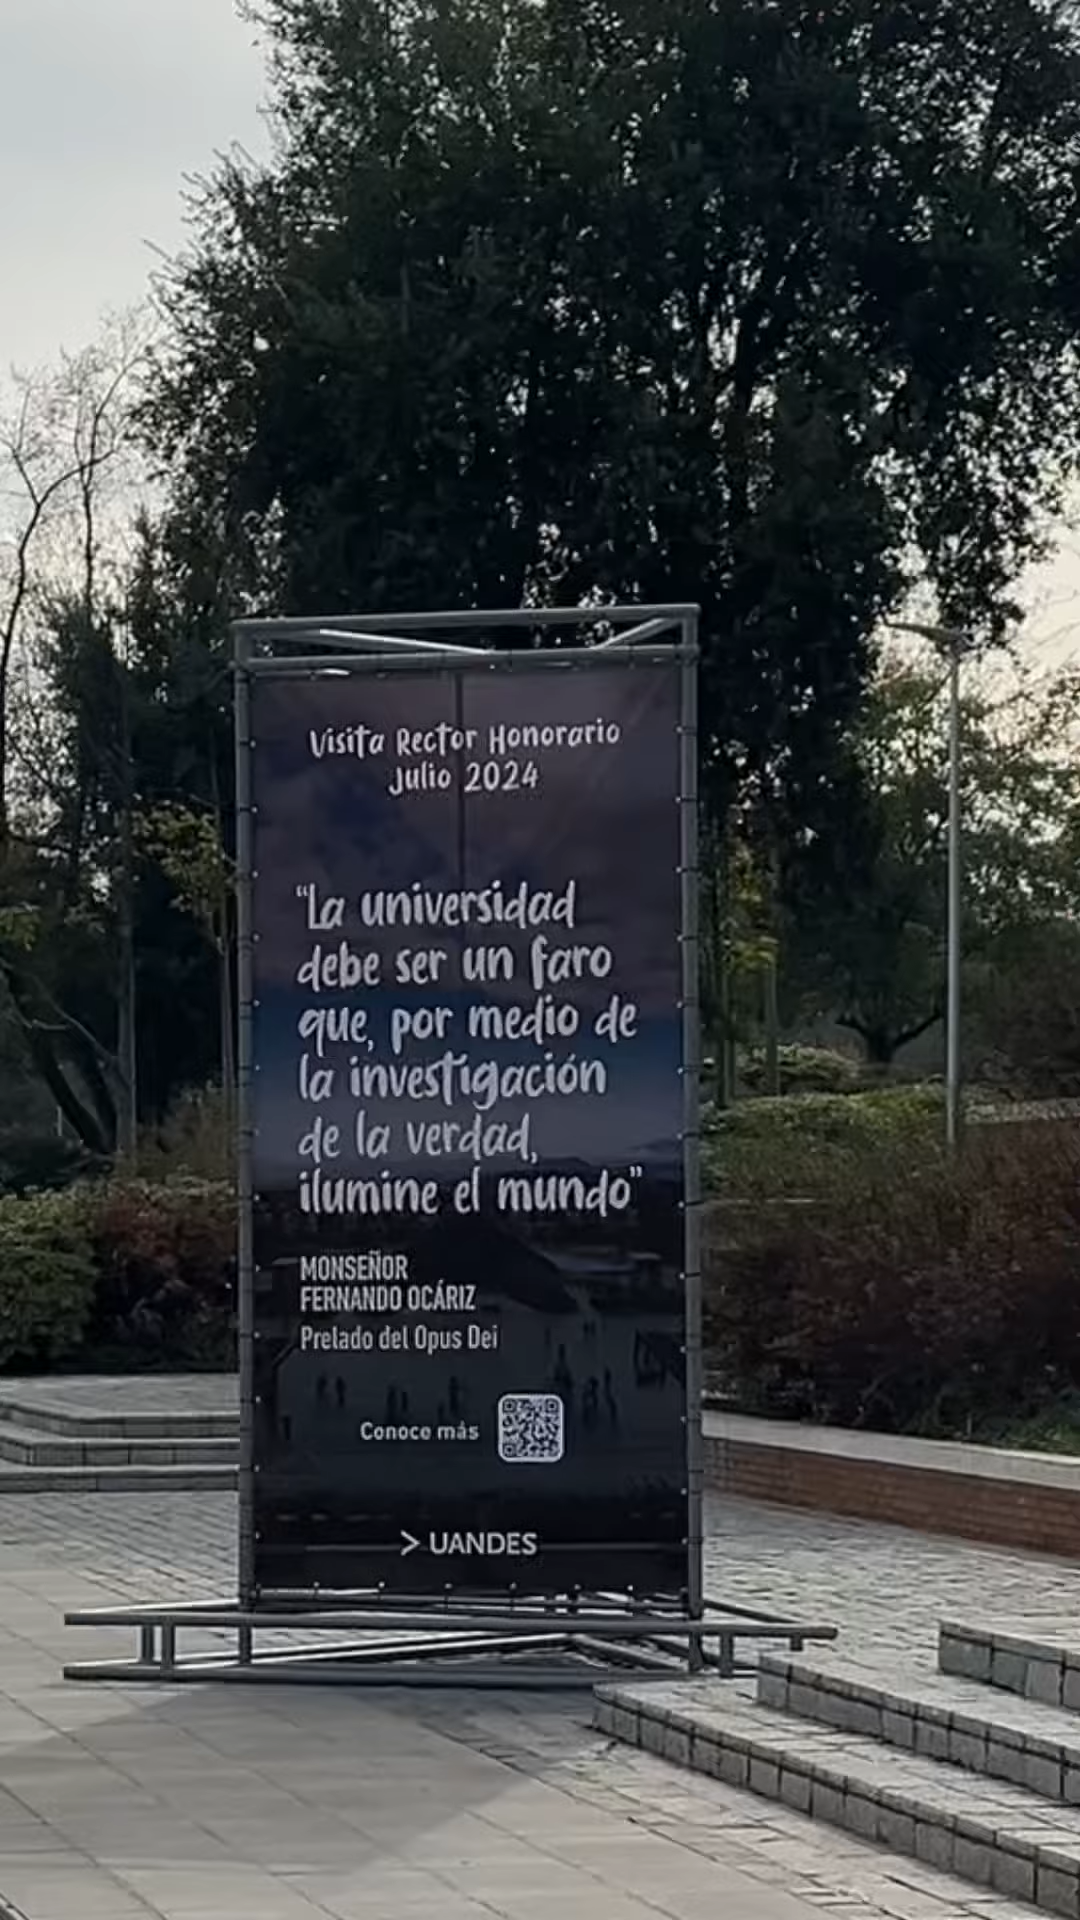 Visita Rector Honorario
Julio 2024
“La universidad
debe ser un faro
que, por medio de
la investigación
de la verdad,
ilumine el mundo”
MONSEÑOR
FERNANDO OCÁRIZ
Prelado del Opus Dei
Conoce más
> UANDES